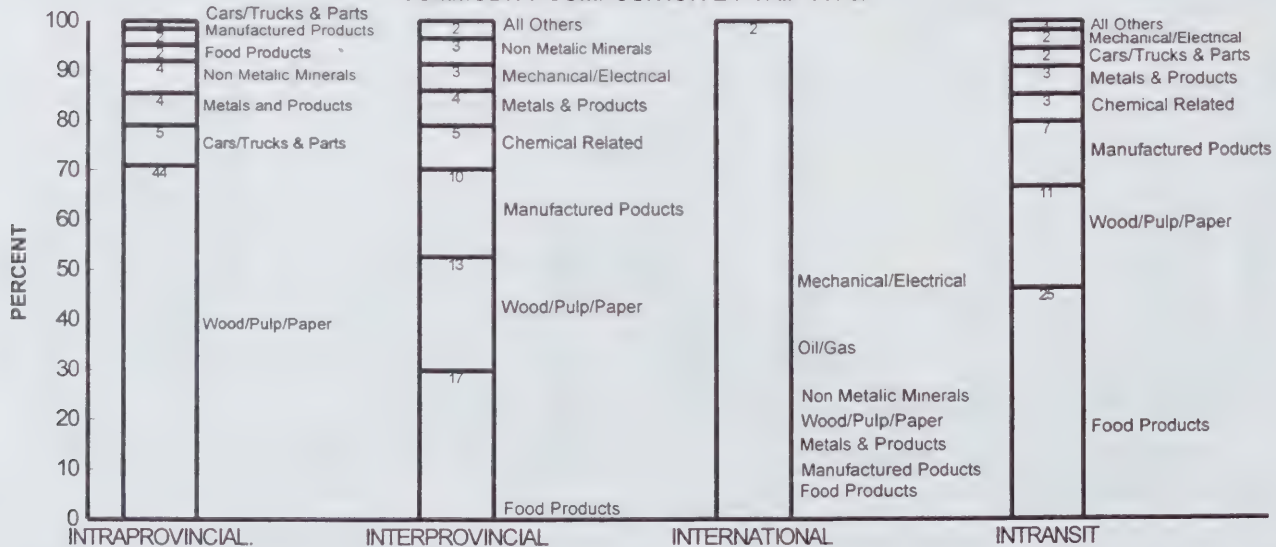 Cars/Trucks & Parts
100
Manufactured Products
2
Food Products
2
90
4
Non Metalic Minerals
4
Metals and Products
80
5
Cars/Trucks & Parts
70
44
60
50
40
30
20
10
0
PERCENT
Wood/Pulp/Paper
INTRAPROVINCIAL.
2
All Others
3
Non Metalic Minerals
3
Mechanical/Electrical
4
Metals & Products
5
Chemical Related
10
Manufactured Poducts
13
Wood/Pulp/Paper
17
Food Products
INTERPROVINCIAL
2
Mechanical/Electrical
Oil/Gas
Non Metalic Minerals
Wood/Pulp/Paper
Metals & Products
Manufactured Poducts
Food Products
INTERNATIONAL
1
All Others
2
Mechanical/Electrical
2
Cars/Trucks & Parts
3
Metals & Products
3
Chemical Related
7
Manufactured Poducts
11
Wood/Pulp/Paper
25
Food Products
INTRANSIT